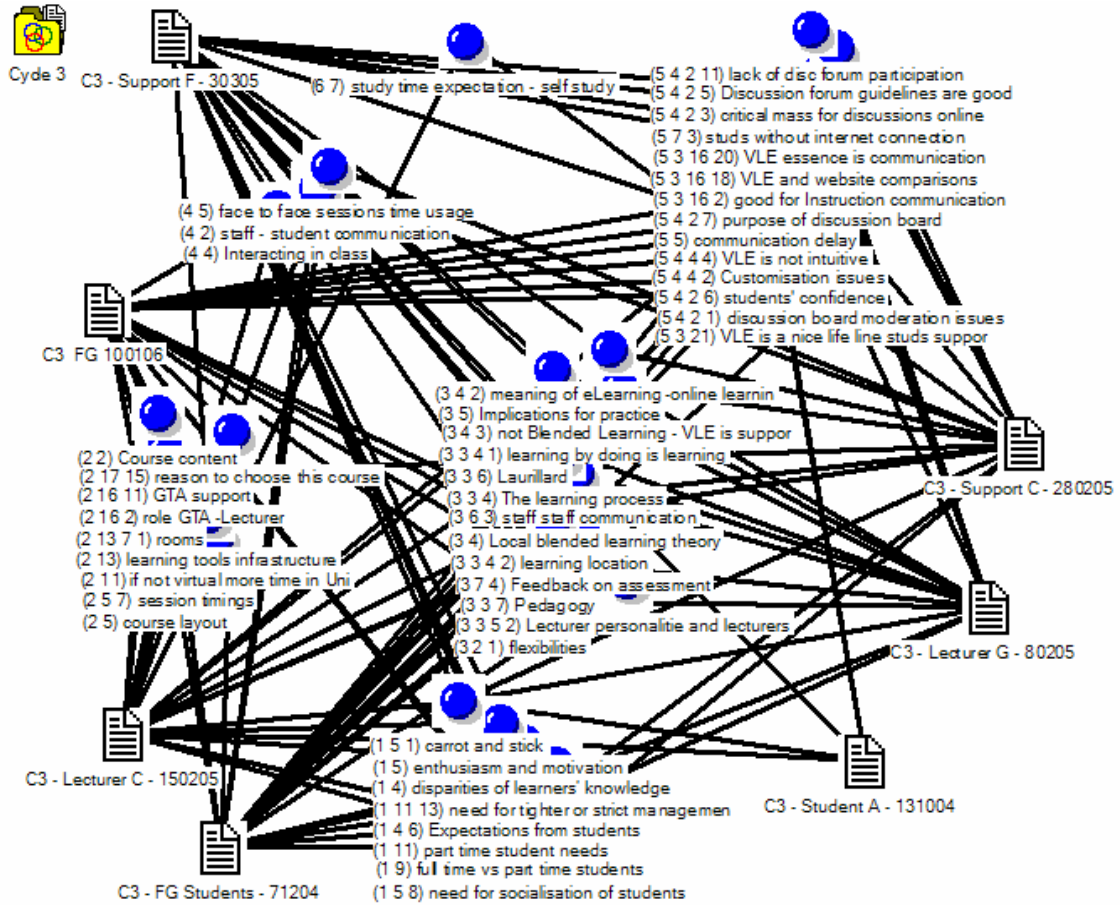 Cycle 3
C3 - Support F - 30305
(6 7) study time expectation - self study
(5 4 2 11) lack of disc forum participation
(5 4 2 5) Discussion forum guidelines are good
(5 4 2 3) critical mass for discussions online
(5 7 3) studs without internet connection
(5 3 16 20) VLE essence is communication
(5 3 16 18) VLE and website comparisons
(5 3 16 2) good for Instruction communication
(5 4 2 7) purpose of discussion board
(5 5) communication delay
(5 4 44) VLE is not intuitive
(5 4 4 2) Customisation issues
(5 4 2 6) students' confidence
(5 4 2 1) discussion board moderation issues
(5 3 21) VLE is a nice life line studs suppor
(4 5) face to face sessions time usage
(4 2) staff - student communication
(4 4) Interacting in class
C3 FG 100106
(3 4 2) meaning of eLearning -online learnin
(3 5) Implications for practice
(3 4 3) not Blended Learning - VLE is suppor
(3 3 4 1) learning by doing is learning
(3 3 6) Laurillard
(3 3 4) The learning process
(3 6 3) staff staff communication
(3 4) Local blended learning theory
(3 3 4 2) learning location
(3 7 4) Feedback on assessment
(3 3 7) Pedagogy
(3 3 5 2) Lecturer personalitie and lecturers
(3 2 1) flexibilities
(2 2) Course content
(2 17 15) reason to choose this course
(2 16 11) GTA support
(2 16 2) role GTA -Lecturer
(2 13 7 1) rooms
(2 13) learning tools infrastructure
(2 11) if not virtual more time in Uni
(2 5 7) session timings
(2 5) course layout
C3 - Support C - 280205
C3 - Lecturer G - 80205
C3 - Lecturer C - 150205
C3 - Student A - 131004
(1 5 1) carrot and stick
(1 5) enthusiasm and motivation
(1 4) disparities of learners' knowledge
(1 11 13) need for tighter or strict managemen
(1 4 6) Expectations from students
(1 11) part time student needs
(1 9) full time vs part time students
(1 5 8) need for socialisation of students
C3 - FG Students - 71204